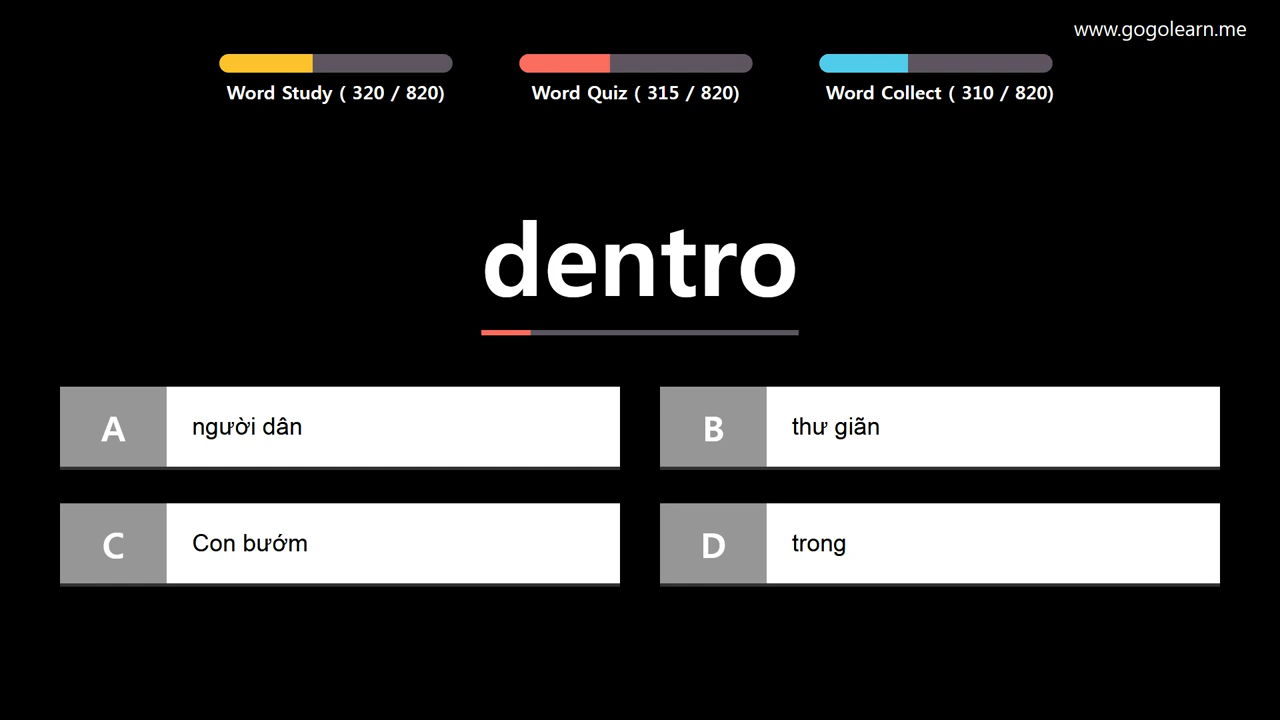 www.gogolearn.me
Word Study ( 320 / 820)
Word Quiz ( 315 / 820)
Word Collect ( 310 / 820)
dentro
A
người dân
B
thư giãn
C
Con bướm
D
trong